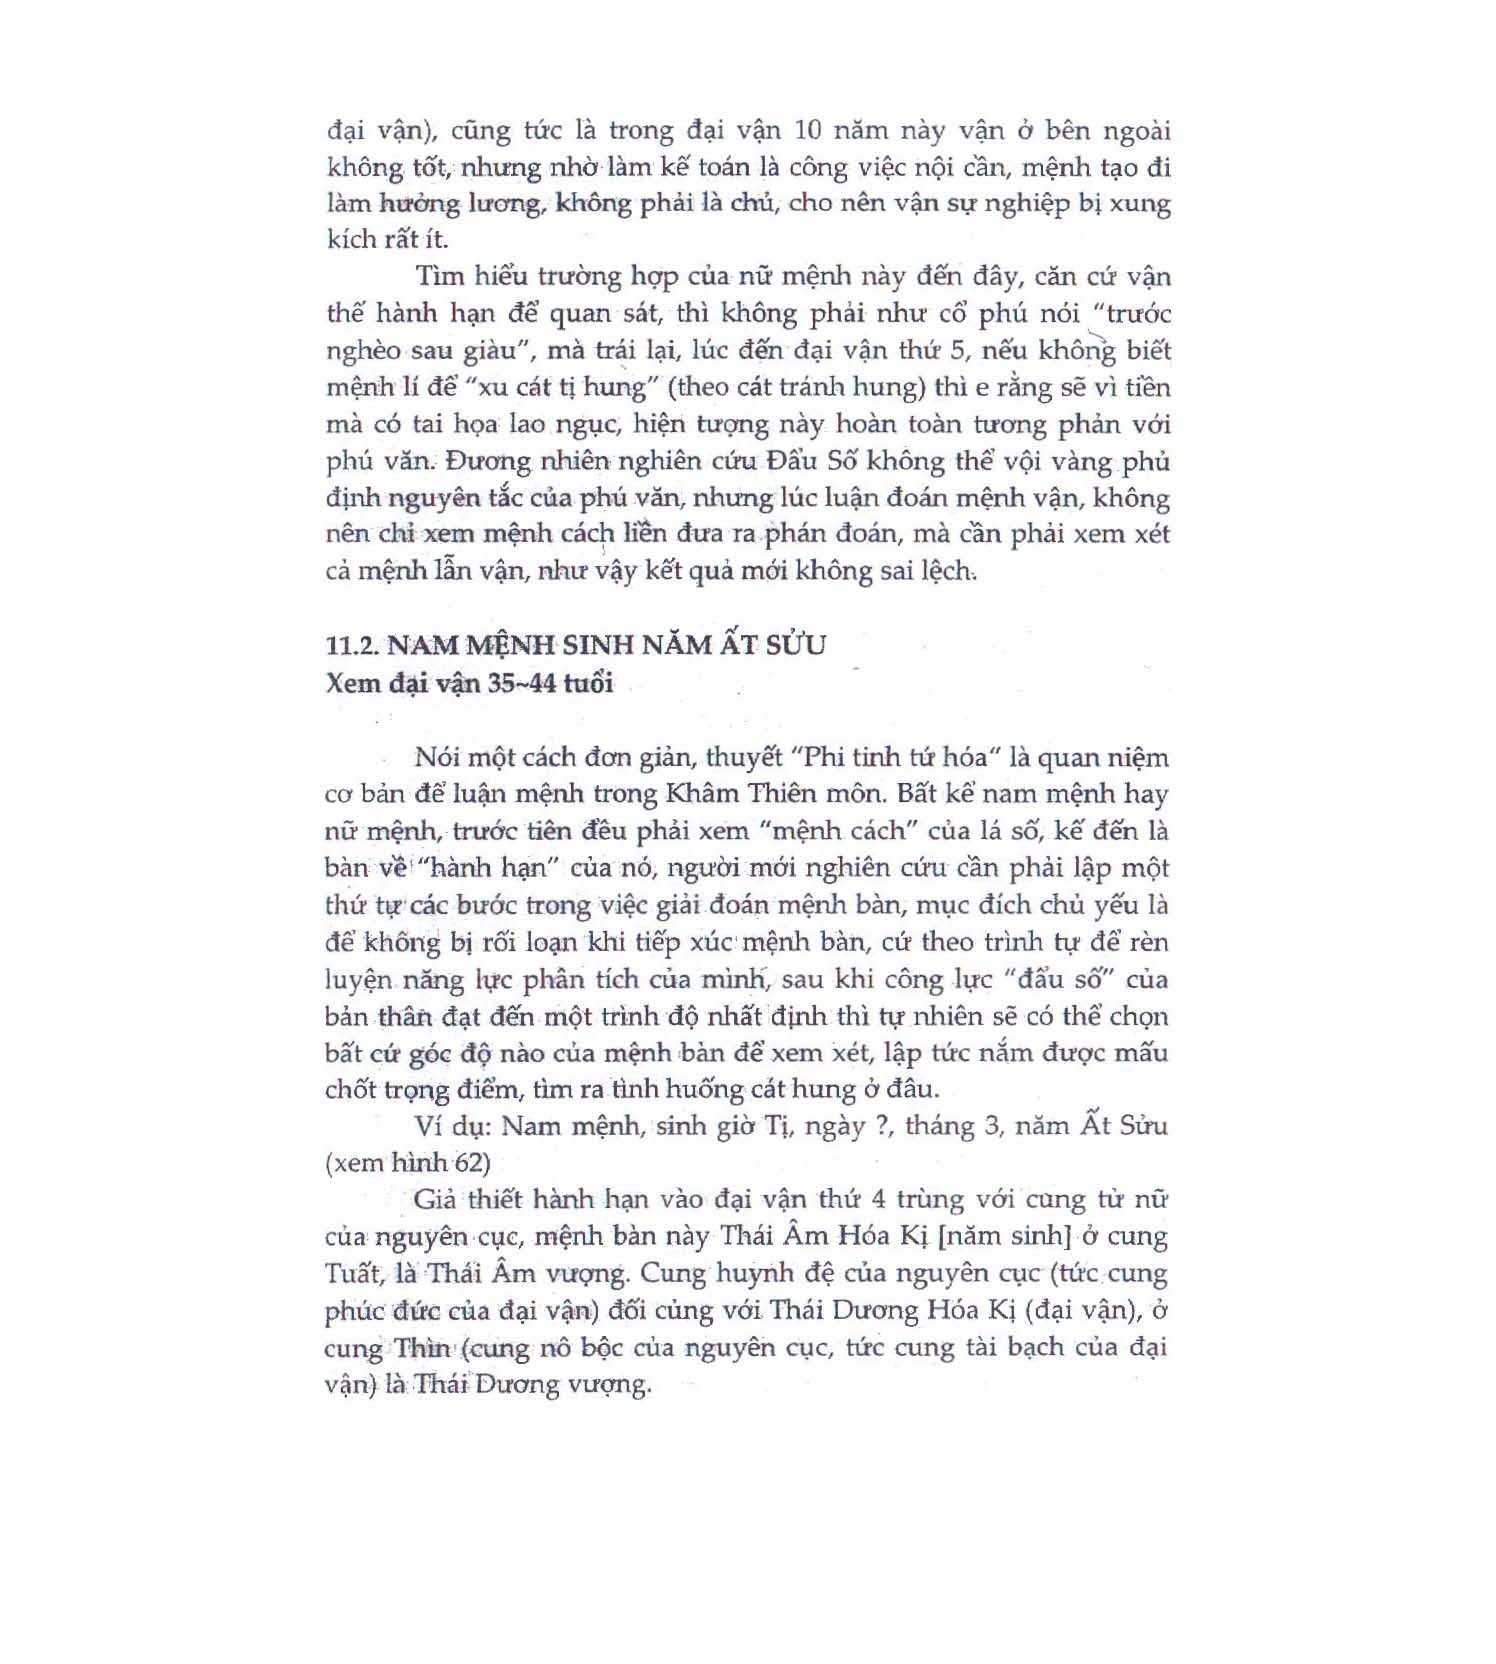 đại vận), cũng tức là trong đại vận 10 năm này vận ở bên ngoài
không tốt, nhưng nhờ làm kế toán là công việc nội cần, mệnh tạo đi
làm hưởng lương, không phải là chủ, cho nên vận sự nghiệp bị xung
kích rất ít.
Tìm hiểu trường hợp của nữ mệnh này đến đây, căn cứ vận
thế hành hạn để quan sát, thì không phải như cổ phú nói "trước
nghèo sau giàu", mà trái lại, lúc đến đại vận thứ 5, nếu không biết
mệnh lí để "xu cát tị hung" (theo cát tránh hung) thì e rằng sẽ vì tiền
mà có tai họa lao ngục, hiện tượng này hoàn toàn tương phản với
phú văn. Đương nhiên nghiên cứu Đẩu Số không thể vội vàng phủ
định nguyên tắc của phú văn, nhưng lúc luận đoán mệnh vận, không
nên chỉ xem mệnh cách liền đưa ra phán đoán, mà cần phải xem xét
cả mệnh lẫn vận, như vậy kết quả mới không sai lệch.
11.2. NAM MỆNH SINH NĂM ẤT SỬU
Xem đại vận 35~44 tuổi
Nói một cách đơn giản, thuyết "Phi tinh tứ hóa" là quan niệm
cơ bản để luận mệnh trong Khâm Thiên môn. Bất kể nam mệnh hay
nữ mệnh, trước tiên đều phải xem "mệnh cách" của lá số, kế đến là
bàn về "hành hạn" của nó, người mới nghiên cứu cần phải lập một
thứ tự các bước trong việc giải đoán mệnh bàn, mục đích chủ yếu là
để không bị rối loạn khi tiếp xúc mệnh bàn, cứ theo trình tự để rèn
luyện năng lực phân tích của mình, sau khi công lực "đẩu số" của
bản thân đạt đến một trình độ nhất định thì tự nhiên sẽ có thể chọn
bất cứ góc độ nào của mệnh bàn để xem xét, lập tức nắm được mấu
chốt trọng điểm, tìm ra tình huống cát hung ở đâu.
Ví dụ: Nam mệnh, sinh giờ Tị, ngày ?, tháng 3, năm Ất Sửu
(xem hình 62)
Giả thiết hành hạn vào đại vận thứ 4 trùng với cung tử nữ
của nguyên cục, mệnh bàn này Thái Âm Hóa Kị [năm sinh] ở cung
Tuất, là Thái Âm vượng. Cung huynh đệ của nguyên cục (tức cung
phúc đức của đại vận) đối củng với Thái Dương Hóa Kị (đại vận), ở
cung Thìn (cung nô bộc của nguyên cục, tức cung tài bạch của đại
vận) là Thái Dương vượng.